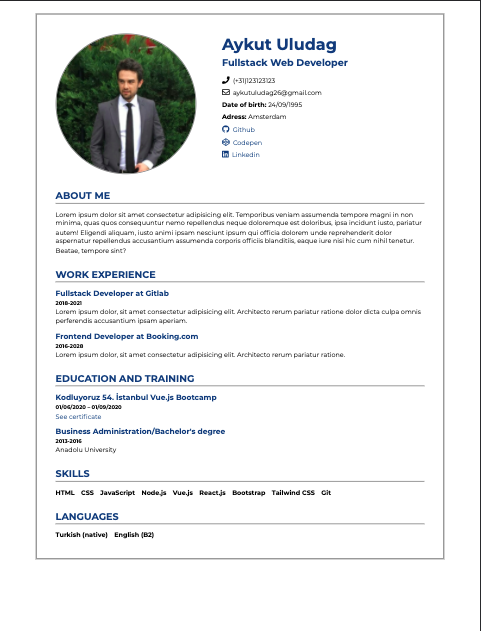 Aykut Uludag
Fullstack Web Developer
(+31)123123123
aykutuludag26@gmail.com
Date of birth: 24/09/1995
Adress: Amsterdam
Github
Codepen
Linkedin
ABOUT ME
Lorem ipsum dolor sit amet consectetur adipisicing elit. Temporibus veniam assumenda tempore magni in non
minima, quas quos consequuntur nemo repellendus neque doloremque est doloribus, ipsa incidunt iusto, pariatur
autem! Eligendi aliquam, iusto animi ipsam nesciunt ipsum qui officia dolorem unde reprehenderit dolor
aspernatur repellendus accusantium assumenda corporis officiis blanditiis, eaque iure nisi hic cum nihil tenetur.
Beatae, tempore sint?
WORK EXPERIENCE
Fullstack Developer at Gitlab
2018-2021
Lorem ipsum dolor, sit amet consectetur adipisicing elit. Architecto rerum pariatur ratione dolor dicta culpa omnis
perferendis accusantium ipsam aperiam.
Frontend Developer at Booking.com
2016-2028
Lorem ipsum dolor, sit amet consectetur adipisicing elit. Architecto rerum pariatur ratione.
EDUCATION AND TRAINING
Kodluyoruz 54. İstanbul Vue.js Bootcamp
01/06/2020 – 01/09/2020
See certificate
Business Administration/Bachelor's degree
2013-2016
Anadolu University
SKILLS
HTML CSS JavaScript Node.js Vue.js React.js Bootstrap Tailwind CSS Git
LANGUAGES
Turkish (native) English (B2)